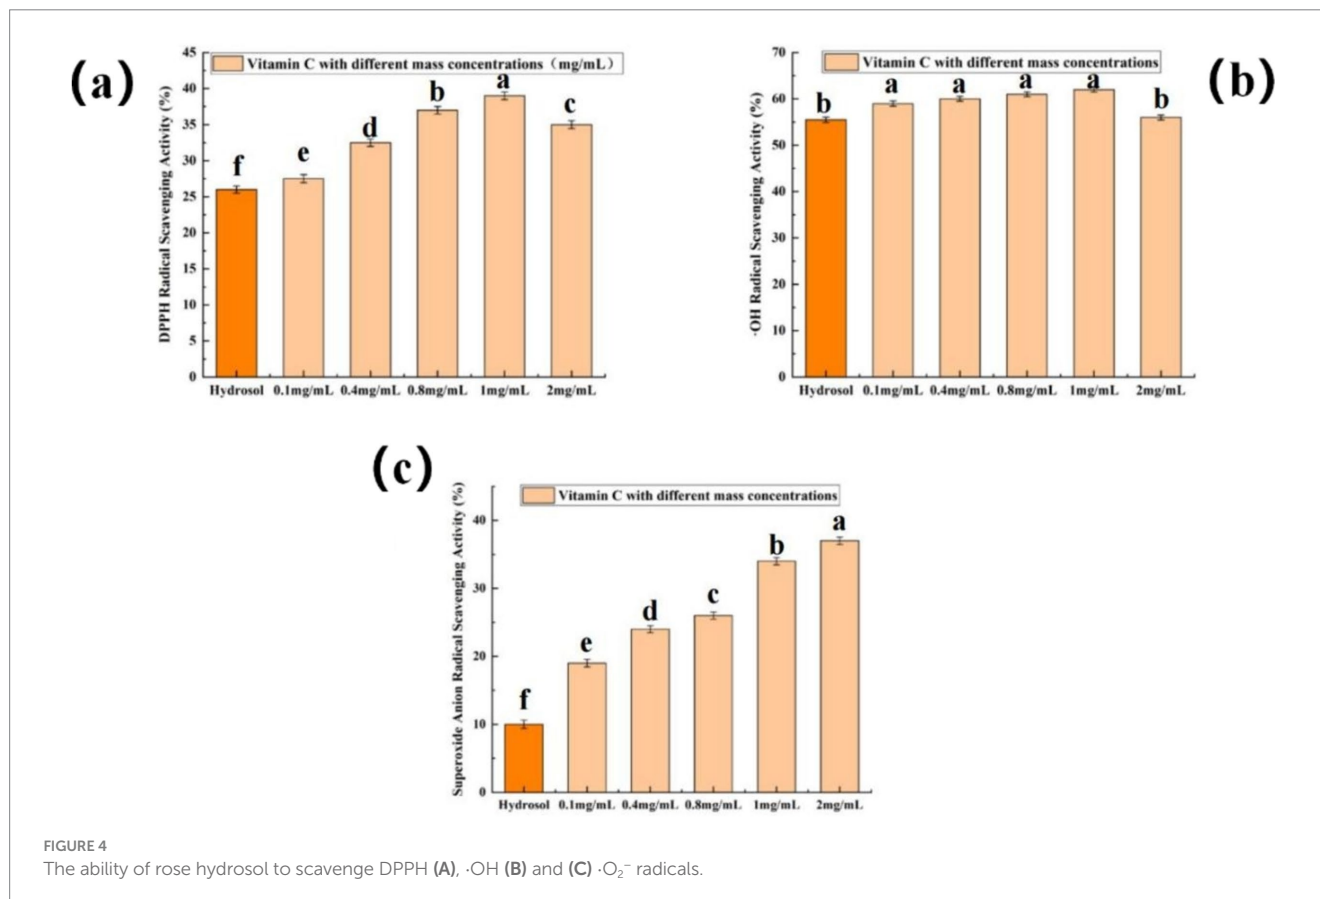 (a)
Vitamin C with different mass concentrations (mg/mL)
DPPH Radical Scavenging Activity (%)
45
40
35
30
25
20
15
10
5
0
f
e
d
b
a
c
Hydrosol 0.1mg/mL 0.4mg/mL 0.8mg/mL 1mg/mL 2mg/mL
(b)
Vitamin C with different mass concentrations
·OH Radical Scavenging Activity (%)
70
60
50
40
30
20
10
0
b
a
a
a
a
b
Hydrosol 0.1mg/mL 0.4mg/mL 0.8mg/mL 1mg/mL 2mg/mL
(c)
Vitamin C with different mass concentrations
Superoxide Anion Radical Scavenging Activity (%)
40
30
20
10
0
f
e
d
c
b
a
Hydrosol 0.1mg/mL 0.4mg/mL 0.8mg/mL 1mg/mL 2mg/mL
FIGURE 4
The ability of rose hydrosol to scavenge DPPH (A), ·OH (B) and (C) ·O₂⁻ radicals.